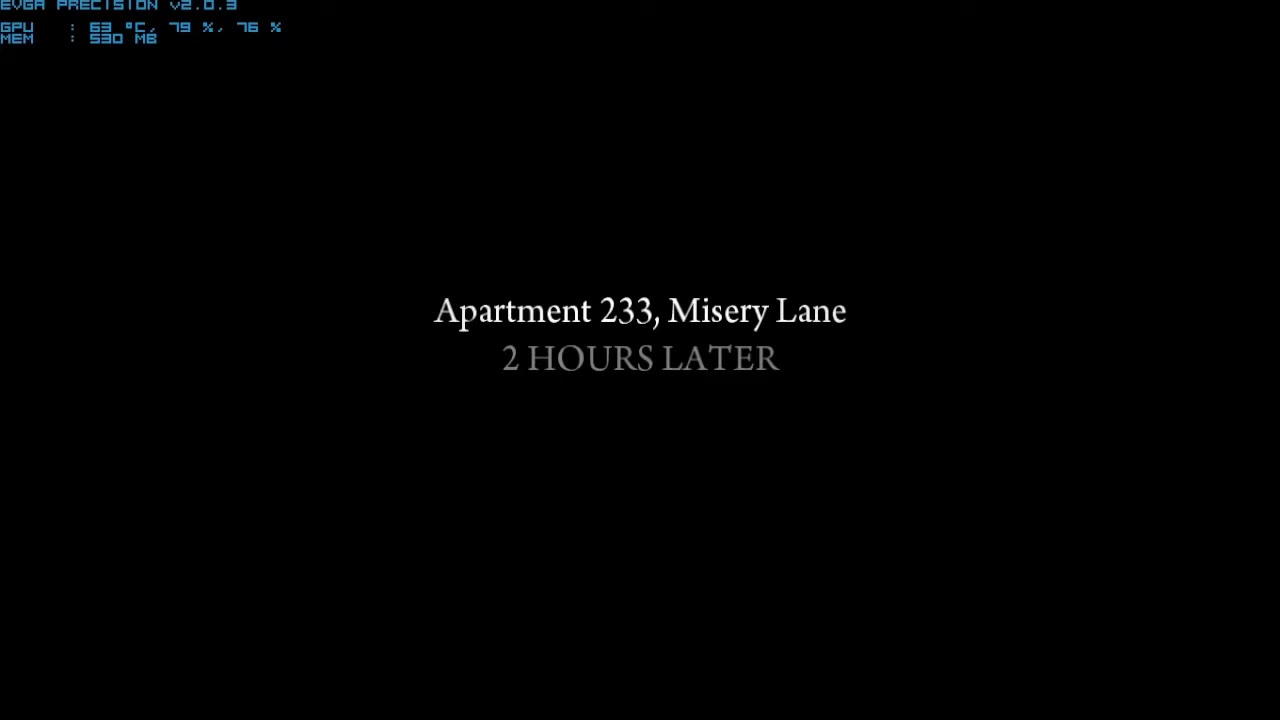 EVGA PRECISION v2.0.3
GPU : 63 °C, 79 %, 76 %
MEM : 530 MB
Apartment 233, Misery Lane
2 HOURS LATER